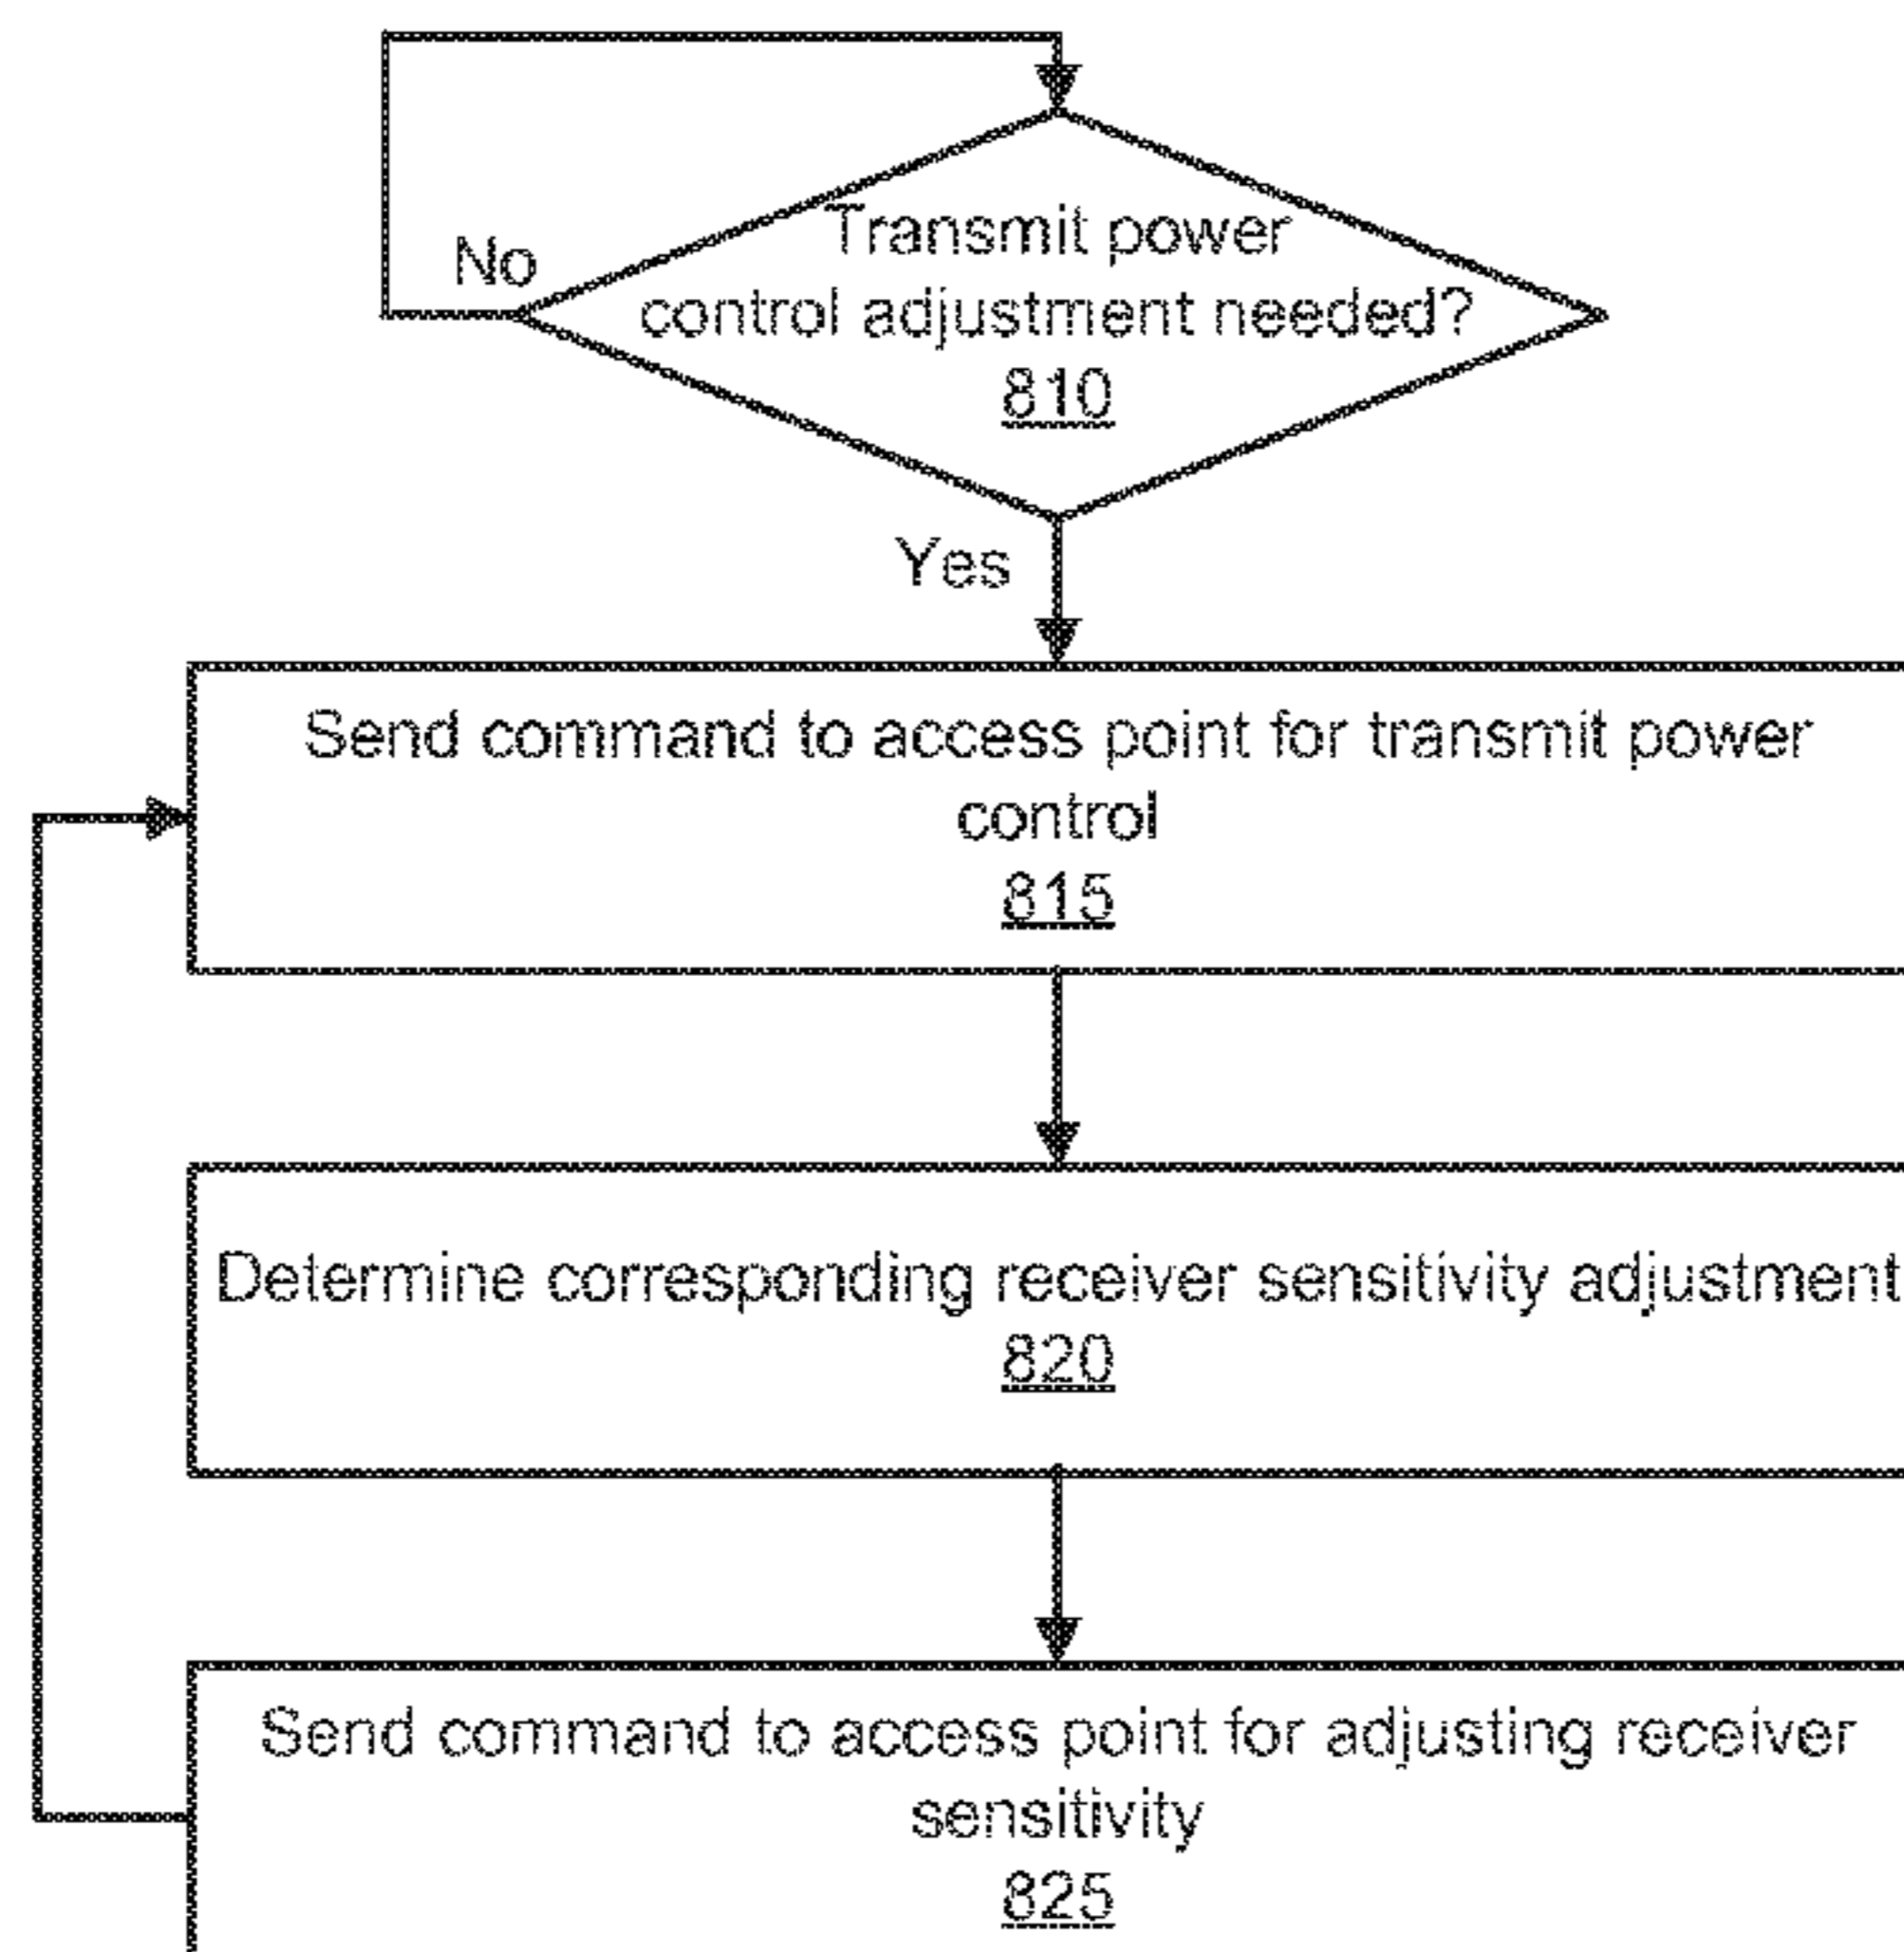 Transmit power
No
control adjustment needed?
810
Yes
Send command to access point for transmit power
control
815
Determine corresponding receiver sensitivity adjustment
820
Send command to access point for adjusting receiver
sensitivity
825